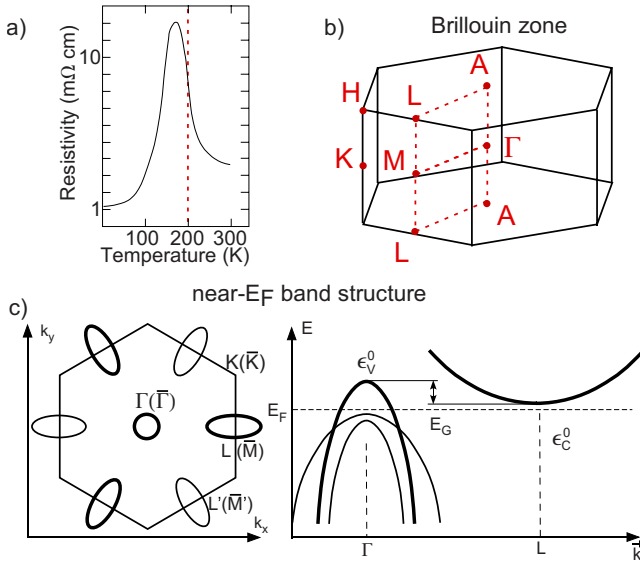 a)
Resistivity (mΩ cm)
10
1
100 200 300
Temperature (K)
b)
Brillouin zone
A
H
L
K
M
Γ
A
L
near-EF band structure
c)
ky
K(K̅)
Γ(Γ̅)
L (M̅)
L'(M̅')
kx
E
ϵV0
EF
EG
ϵC0
Γ
L
k̅